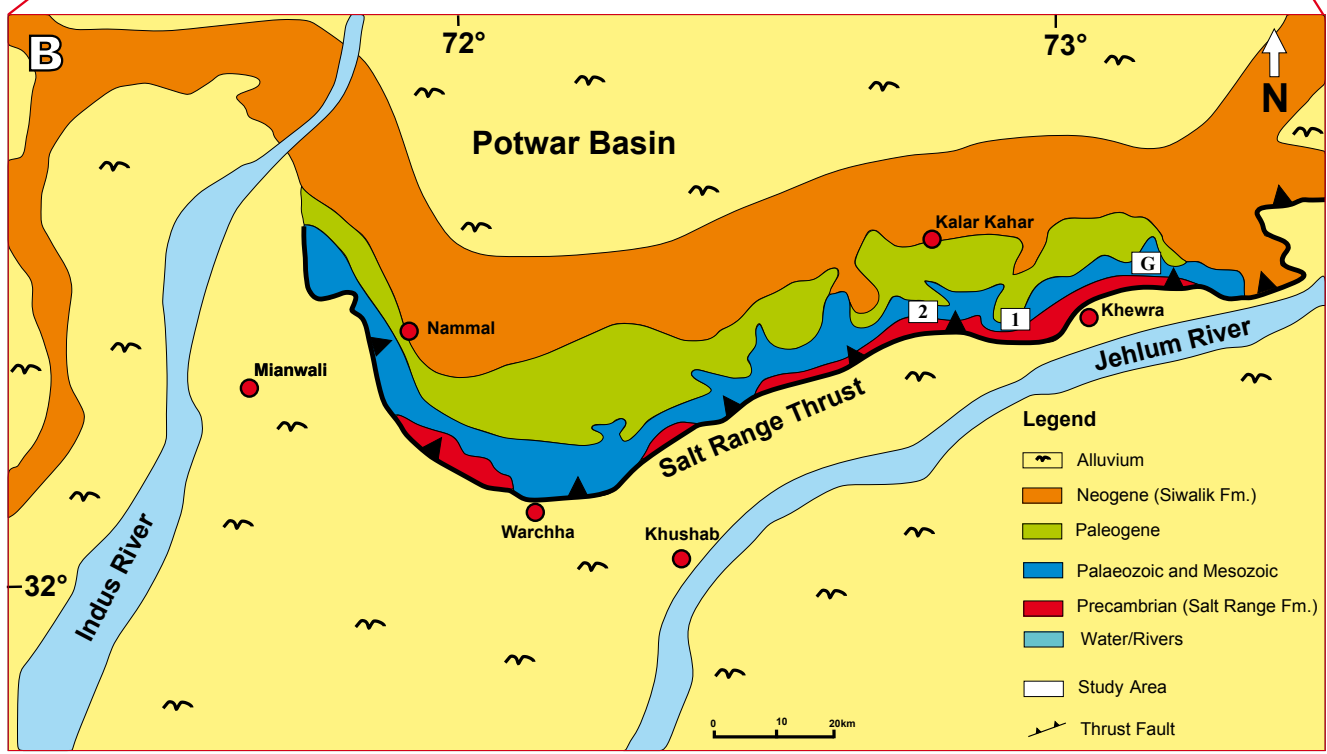 B
72°
73°
N
Potwar Basin
Kalar Kahar
G
2
1
Khewra
Nammal
Mianwali
Jehlum River
Salt Range Thrust
Warchha
Khushab
32°
Indus River
Legend
Alluvium
Neogene (Siwalik Fm.)
Paleogene
Palaeozoic and Mesozoic
Precambrian (Salt Range Fm.)
Water/Rivers
Study Area
Thrust Fault
0 10 20km